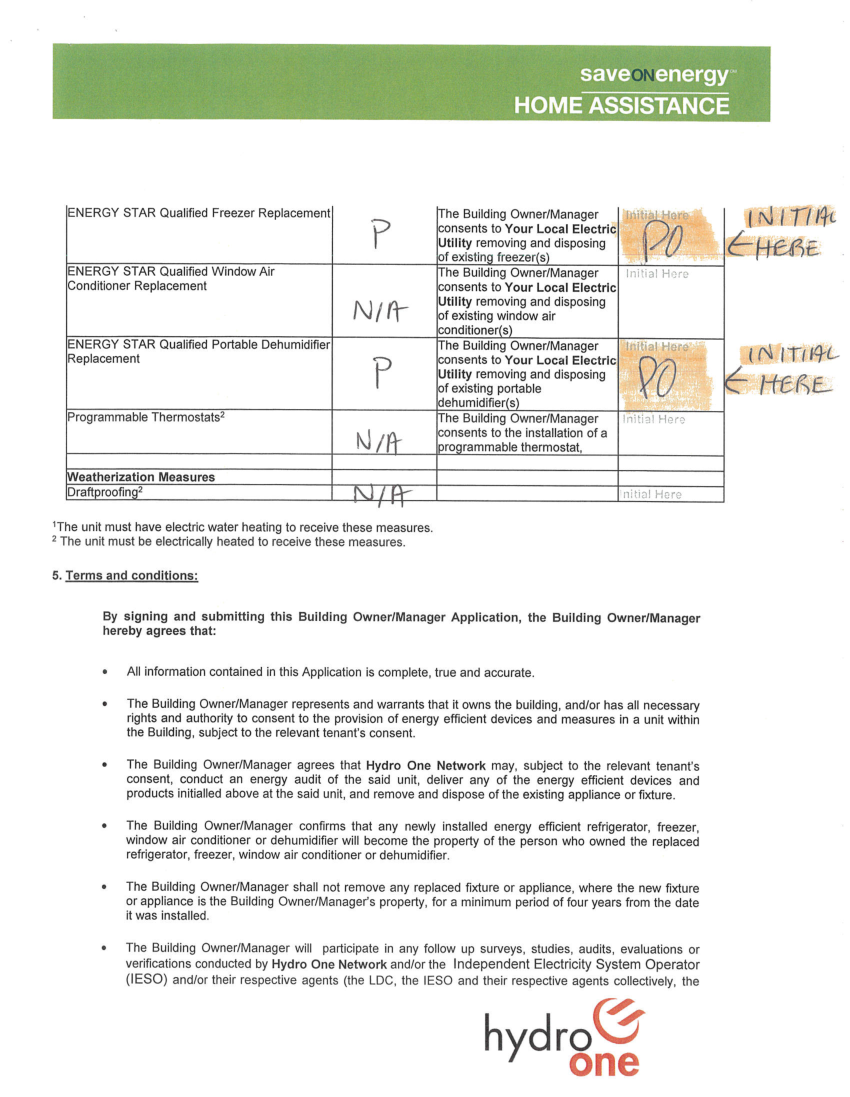 saveONenergy™
HOME ASSISTANCE
ENERGY STAR Qualified Freezer Replacement
P
The Building Owner/Manager
consents to Your Local Electric
Utility removing and disposing
of existing freezer(s)
Initial Here
PO
INITIAL
← HERE
ENERGY STAR Qualified Window Air
Conditioner Replacement
N/A
The Building Owner/Manager
consents to Your Local Electric
Utility removing and disposing
of existing window air
conditioner(s)
Initial Here
ENERGY STAR Qualified Portable Dehumidifier
Replacement
P
The Building Owner/Manager
consents to Your Local Electric
Utility removing and disposing
of existing portable
dehumidifier(s)
Initial Here
PO
INITIAL
← HERE
Programmable Thermostats²
N/A
The Building Owner/Manager
consents to the installation of a
programmable thermostat,
Initial Here
Weatherization Measures
Draftproofing²
N/A
nitial Here
¹The unit must have electric water heating to receive these measures.
² The unit must be electrically heated to receive these measures.
5. Terms and conditions:
By signing and submitting this Building Owner/Manager Application, the Building Owner/Manager
hereby agrees that:
• All information contained in this Application is complete, true and accurate.
• The Building Owner/Manager represents and warrants that it owns the building, and/or has all necessary
rights and authority to consent to the provision of energy efficient devices and measures in a unit within
the Building, subject to the relevant tenant's consent.
• The Building Owner/Manager agrees that Hydro One Network may, subject to the relevant tenant's
consent, conduct an energy audit of the said unit, deliver any of the energy efficient devices and
products initialled above at the said unit, and remove and dispose of the existing appliance or fixture.
• The Building Owner/Manager confirms that any newly installed energy efficient refrigerator, freezer,
window air conditioner or dehumidifier will become the property of the person who owned the replaced
refrigerator, freezer, window air conditioner or dehumidifier.
• The Building Owner/Manager shall not remove any replaced fixture or appliance, where the new fixture
or appliance is the Building Owner/Manager's property, for a minimum period of four years from the date
it was installed.
• The Building Owner/Manager will participate in any follow up surveys, studies, audits, evaluations or
verifications conducted by Hydro One Network and/or the Independent Electricity System Operator
(IESO) and/or their respective agents (the LDC, the IESO and their respective agents collectively, the
hydro
one